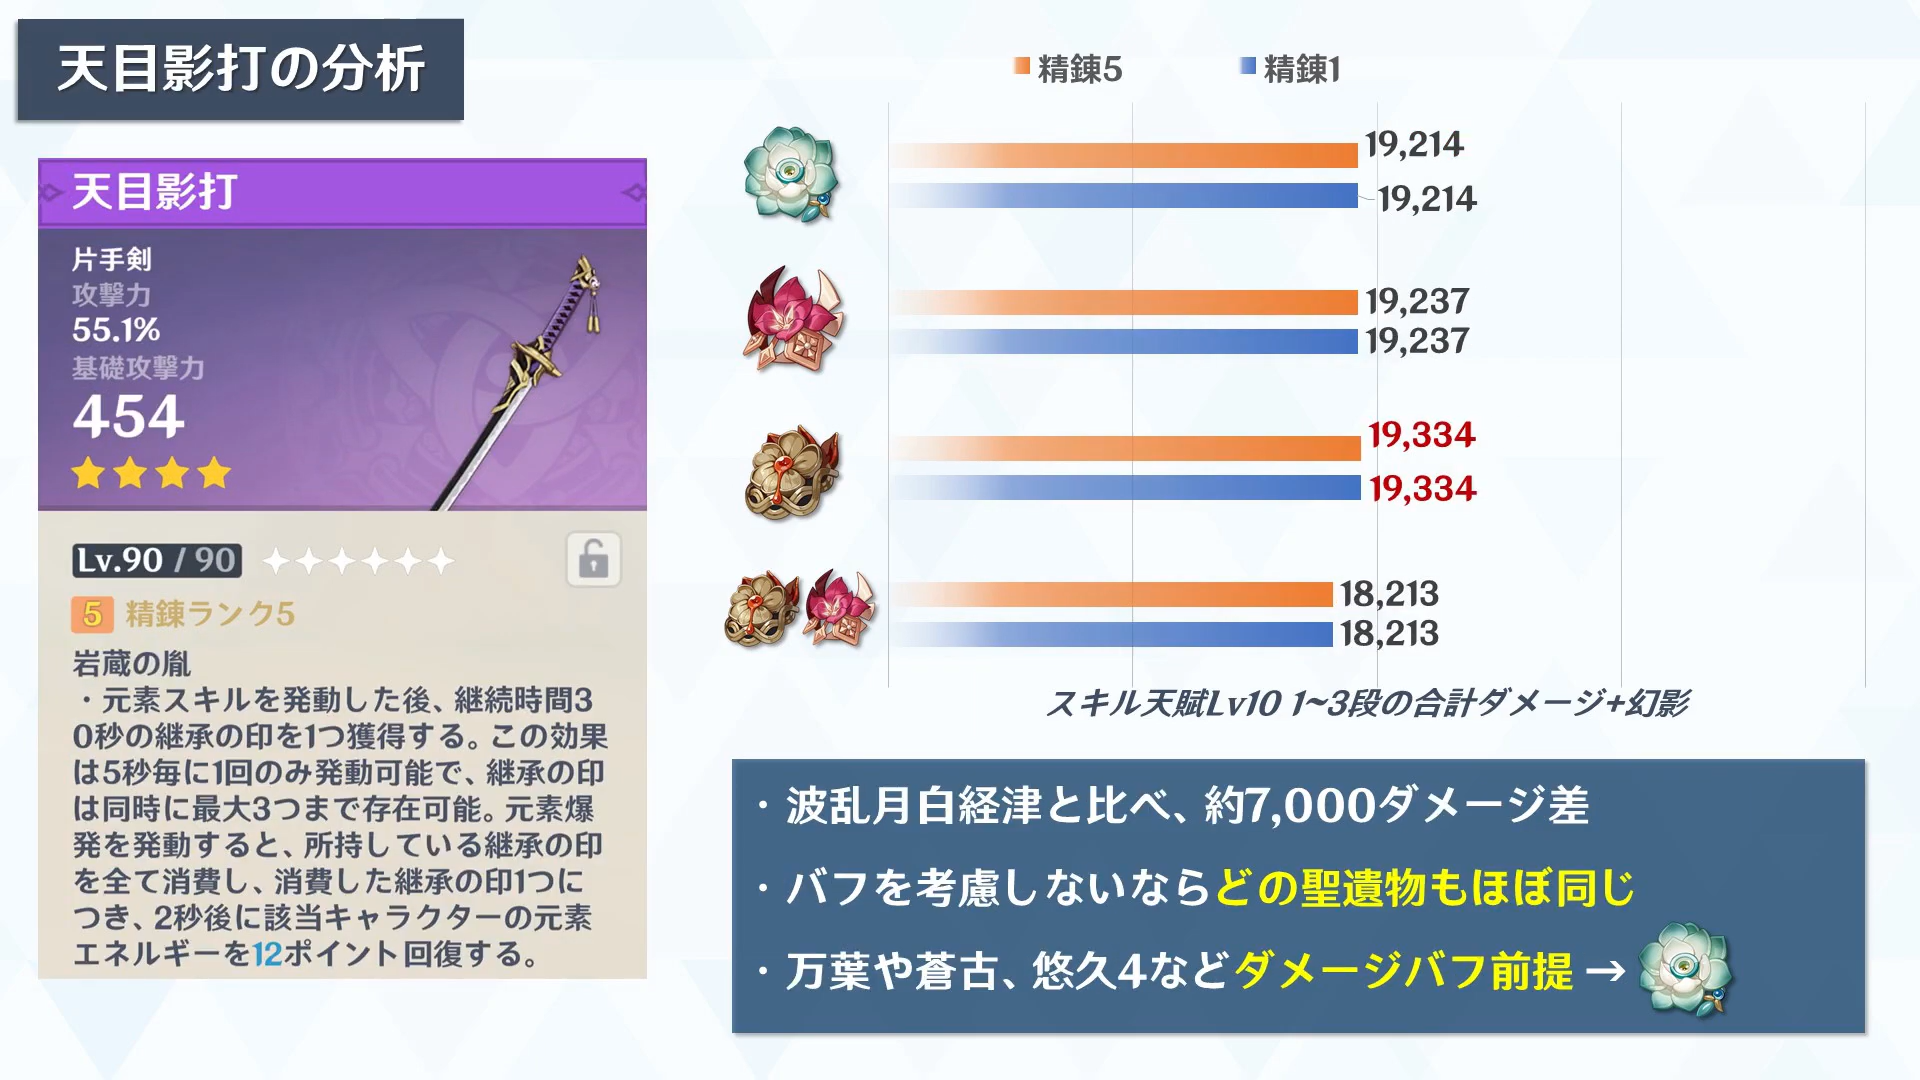 天目影打の分析
天目影打
片手剣
攻撃力
55.1%
基礎攻撃力
454
Lv.90 / 90
5 精錬ランク5
岩蔵の胤
・元素スキルを発動した後、継続時間3
0秒の継承の印を1つ獲得する。この効果
は5秒毎に1回のみ発動可能で、継承の印
は同時に最大3つまで存在可能。元素爆
発を発動すると、所持している継承の印
を全て消費し、消費した継承の印1つに
つき、2秒後に該当キャラクターの元素
エネルギーを12ポイント回復する。
精錬5 精錬1
19,214
19,214
19,237
19,237
19,334
19,334
18,213
18,213
スキル天賦Lv10 1~3段の合計ダメージ+幻影
・波乱月白経津と比べ、約7,000ダメージ差
・バフを考慮しないならどの聖遺物もほぼ同じ
・万葉や蒼古、悠久4などダメージバフ前提→